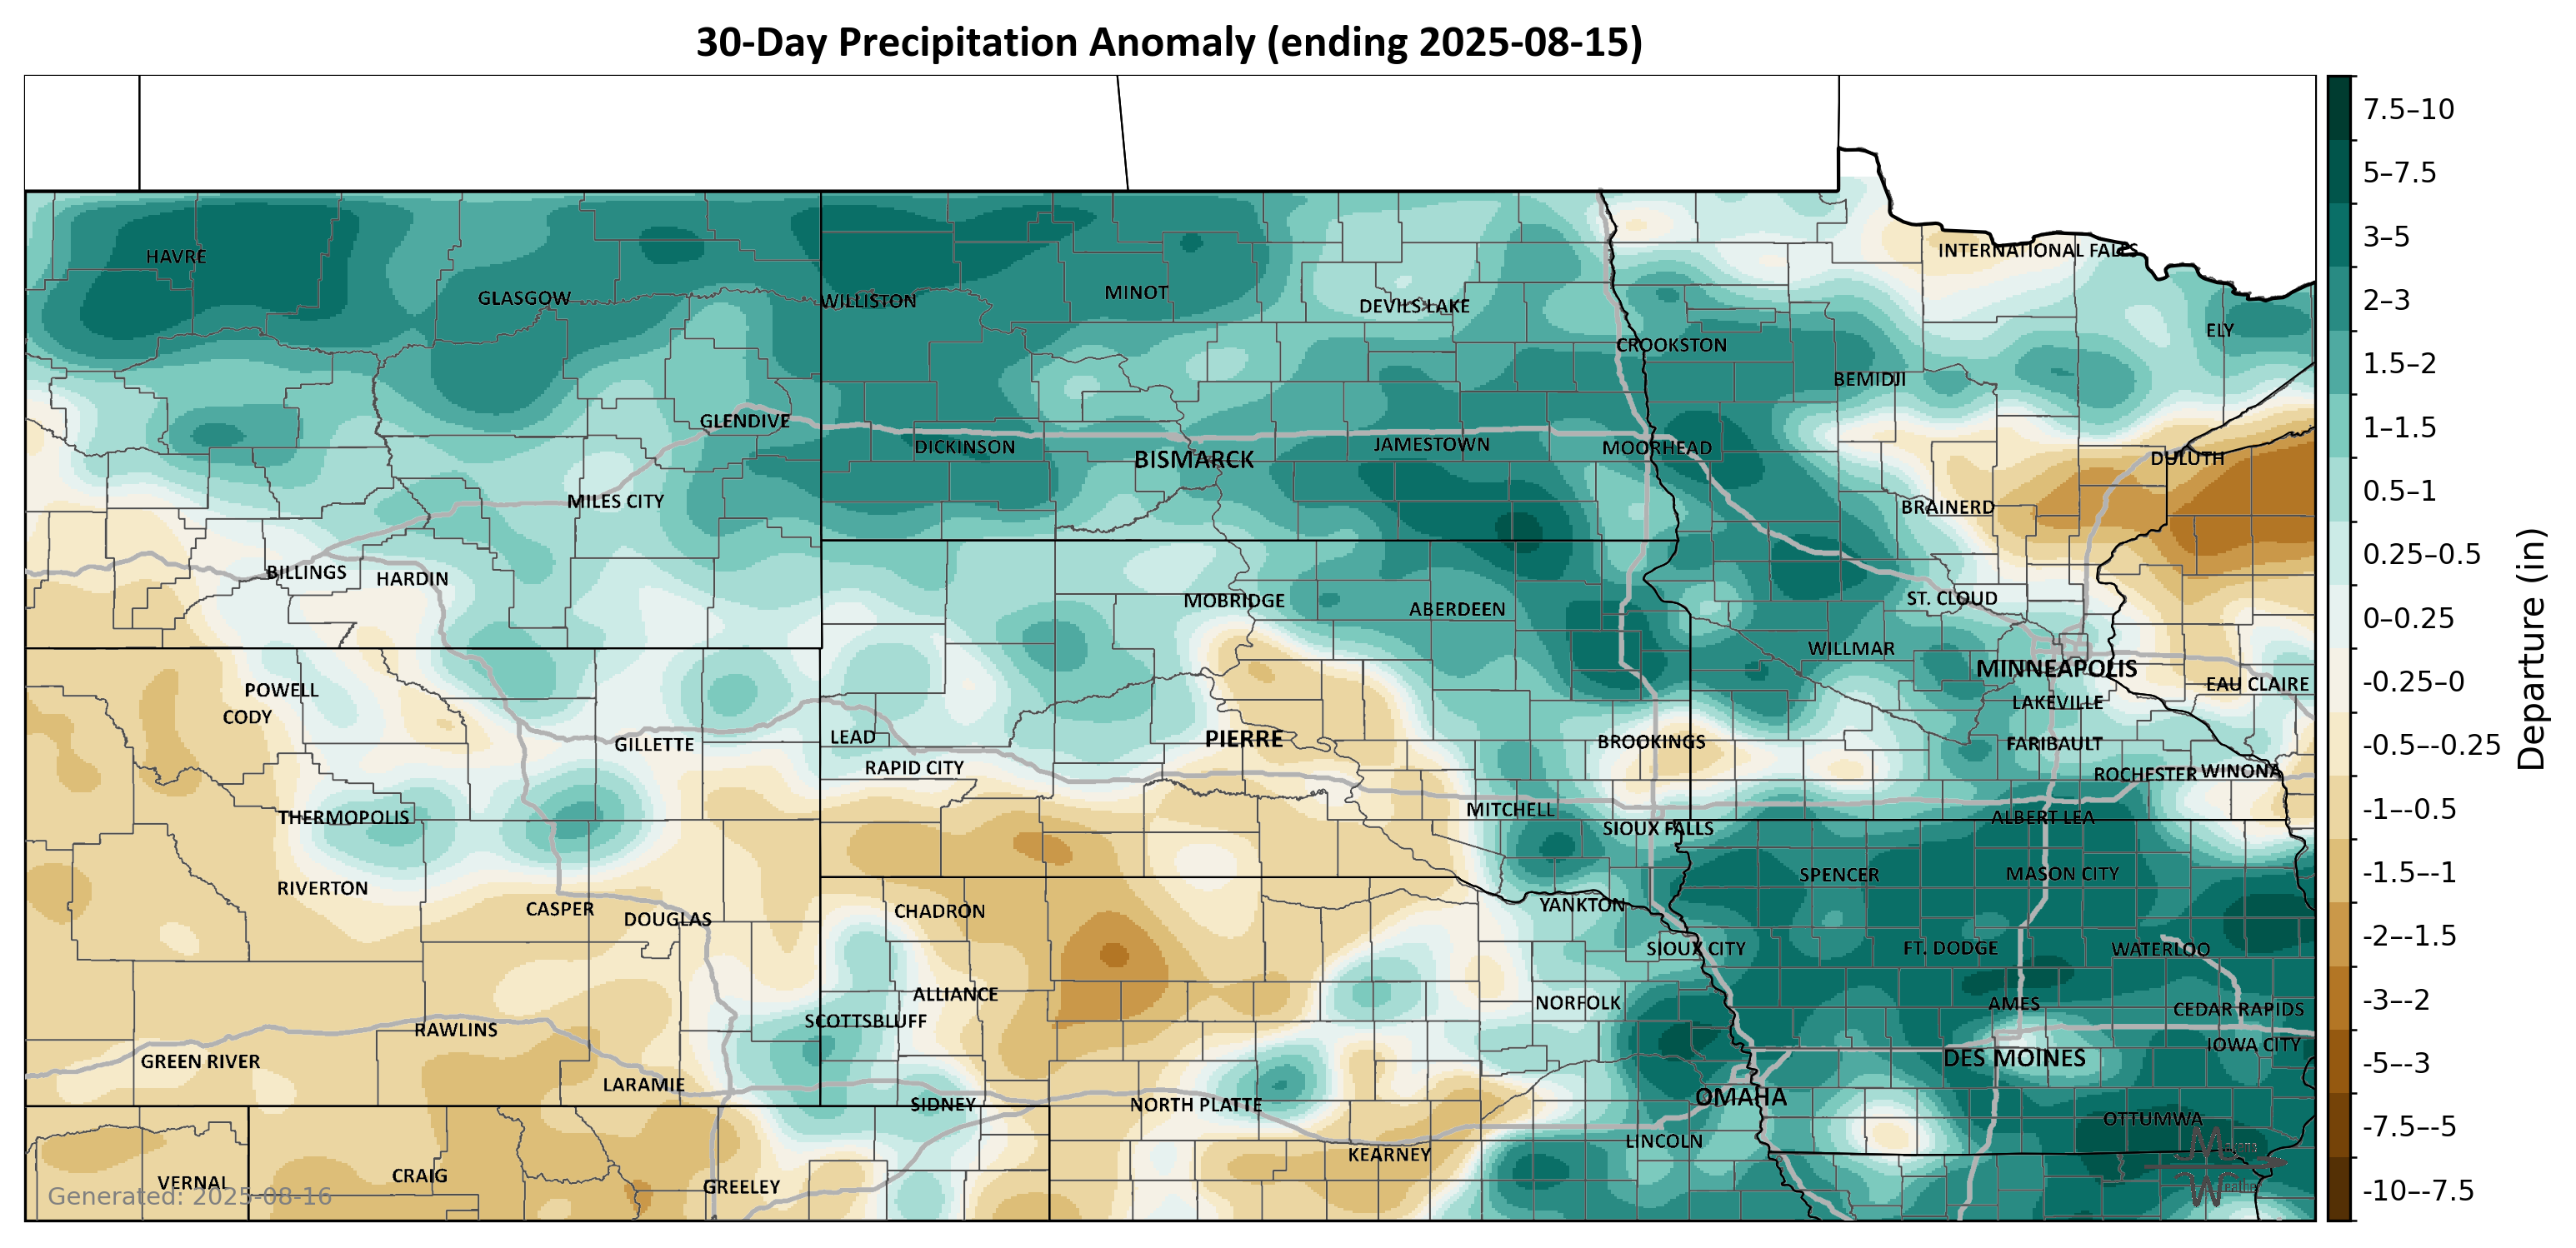 30-Day Precipitation Anomaly (ending 2025-08-15)
7.5–10
5–7.5
3–5
2–3
1.5–2
1–1.5
0.5–1
0.25–0.5
0–0.25
-0.25–0
-0.5–-0.25
-1–-0.5
-1.5–-1
-2–-1.5
-3–-2
-5–-3
-7.5–-5
-10–-7.5
Departure (in)
HAVRE
GLASGOW
WILLISTON
MINOT
DEVILS LAKE
INTERNATIONAL FALLS
ELY
CROOKSTON
BEMIDJI
GLENDIVE
DICKINSON
BISMARCK
JAMESTOWN
MOORHEAD
DULUTH
MILES CITY
BRAINERD
BILLINGS
HARDIN
MOBRIDGE
ABERDEEN
ST. CLOUD
WILLMAR
MINNEAPOLIS
EAU CLAIRE
POWELL
CODY
LAKEVILLE
GILLETTE
LEAD
PIERRE
BROOKINGS
FARIBAULT
RAPID CITY
ROCHESTER
WINONA
THERMOPOLIS
MITCHELL
SIOUX FALLS
ALBERT LEA
RIVERTON
SPENCER
MASON CITY
CASPER
DOUGLAS
CHADRON
YANKTON
SIOUX CITY
FT. DODGE
WATERLOO
ALLIANCE
NORFOLK
AMES
CEDAR RAPIDS
SCOTTSBLUFF
RAWLINS
GREEN RIVER
DES MOINES
IOWA CITY
LARAMIE
SIDNEY
NORTH PLATTE
OMAHA
OTTUMWA
LINCOLN
KEARNEY
VERNAL
CRAIG
GREELEY
Generated: 2025-08-16